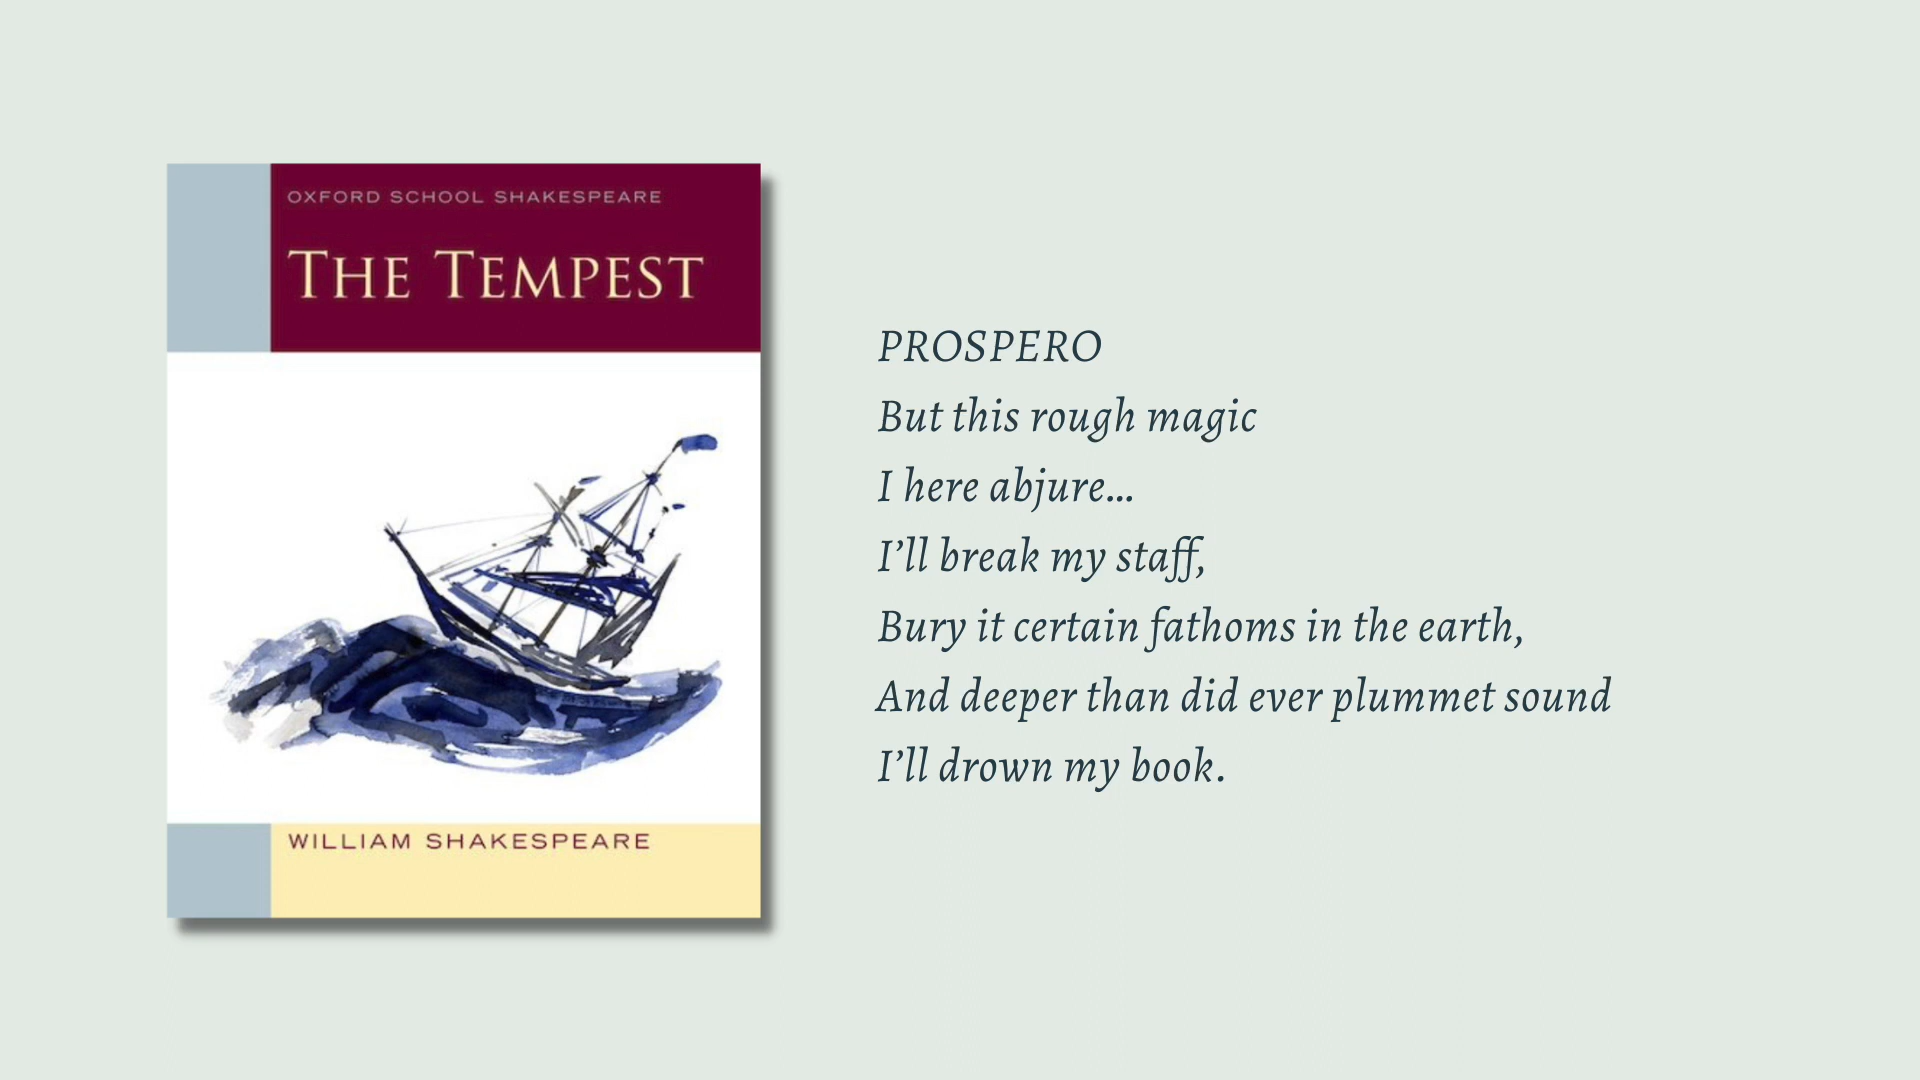 OXFORD SCHOOL SHAKESPEARE
THE TEMPEST
WILLIAM SHAKESPEARE
PROSPERO
But this rough magic
I here abjure...
I’ll break my staff,
Bury it certain fathoms in the earth,
And deeper than did ever plummet sound
I’ll drown my book.